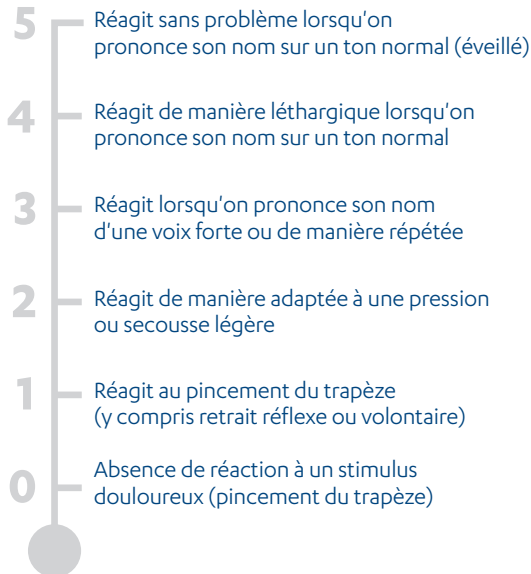 5 Réagit sans problème lorsqu'on
prononce son nom sur un ton normal (éveillé)
4 Réagit de manière léthargique lorsqu'on
prononce son nom sur un ton normal
3 Réagit lorsqu'on prononce son nom
d'une voix forte ou de manière répétée
2 Réagit de manière adaptée à une pression
ou secousse légère
1 Réagit au pincement du trapèze
(y compris retrait réflexe ou volontaire)
0 Absence de réaction à un stimulus
douloureux (pincement du trapèze)